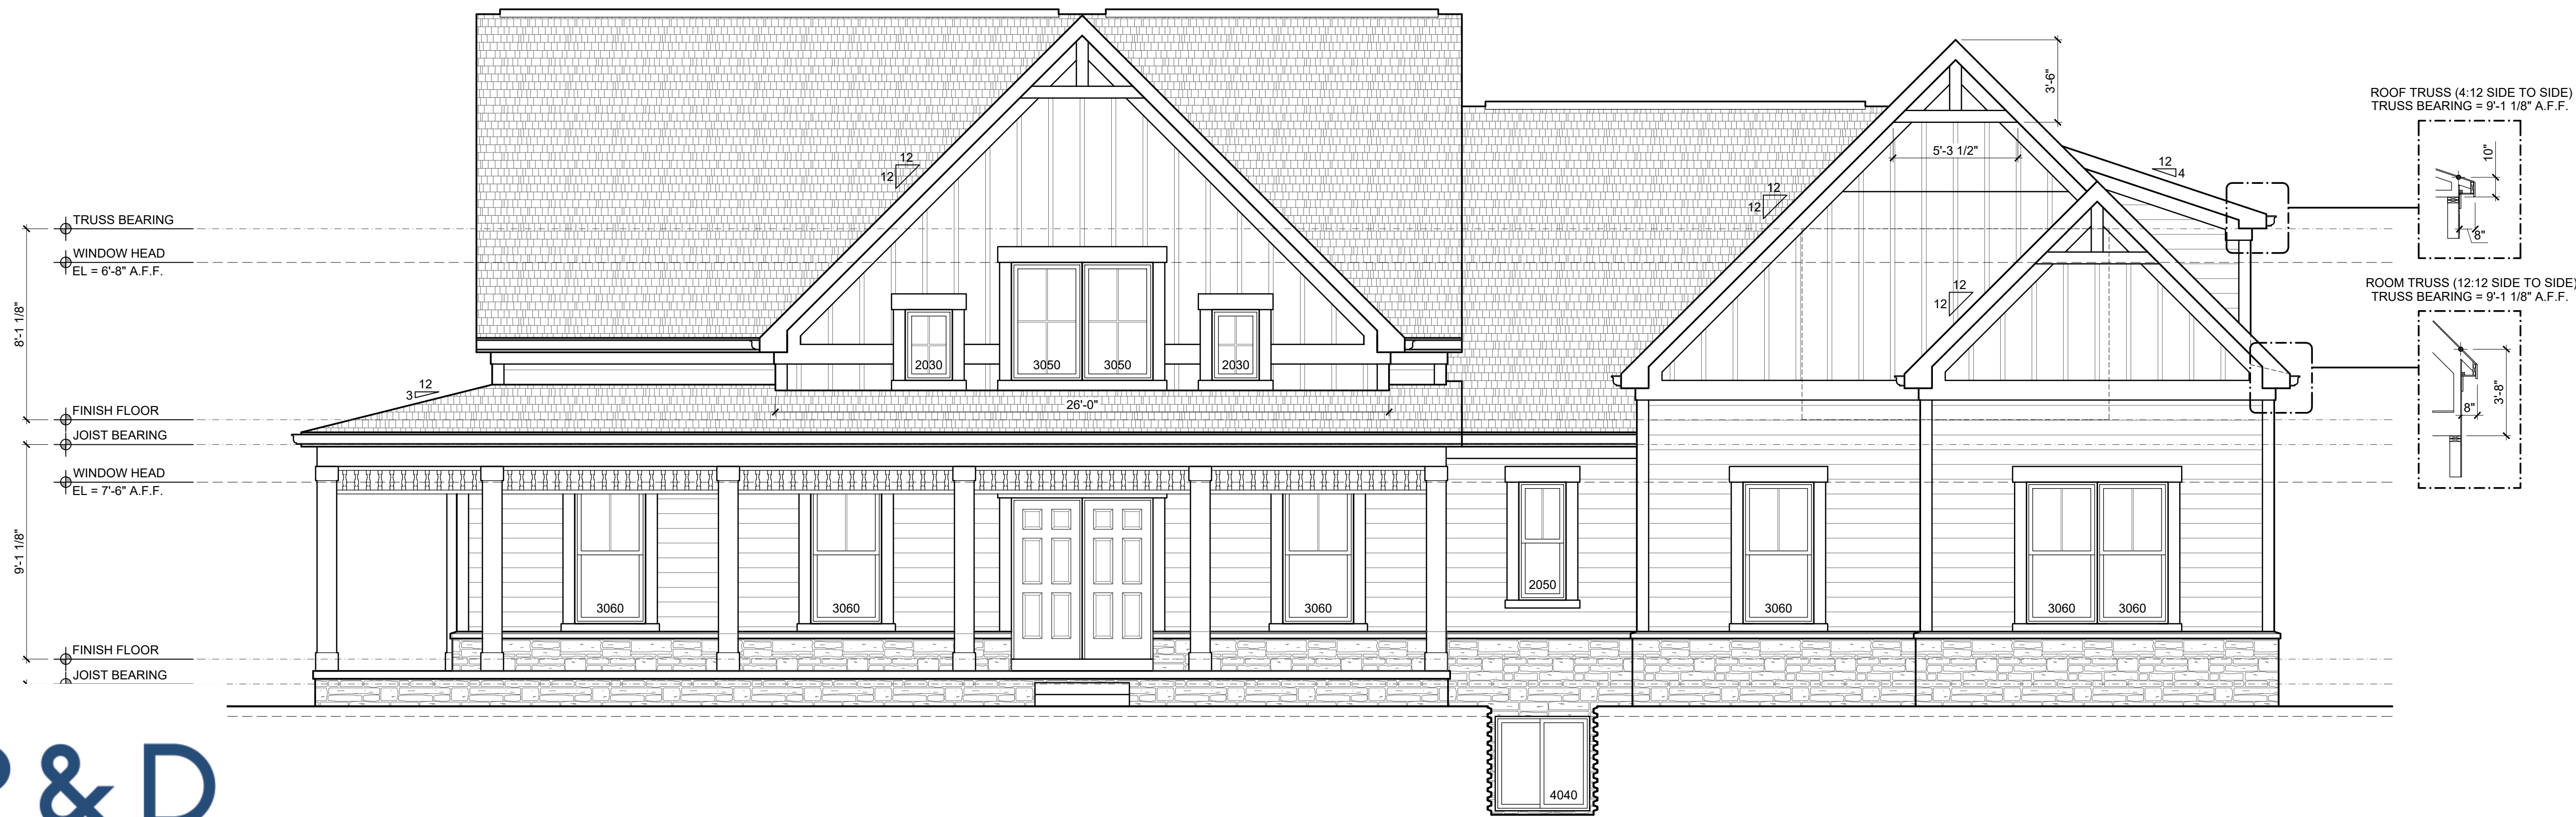 3'-6"
ROOF TRUSS (4:12 SIDE TO SIDE)
TRUSS BEARING = 9'-1 1/8" A.F.F.
10"
8"
12
12
5'-3 1/2"
12
4
12
12
TRUSS BEARING
WINDOW HEAD
EL = 6'-8" A.F.F.
8'-1 1/8"
ROOM TRUSS (12:12 SIDE TO SIDE)
TRUSS BEARING = 9'-1 1/8" A.F.F.
12
12
3'-8"
8"
2030
3050
3050
2030
12
3
26'-0"
FINISH FLOOR
JOIST BEARING
WINDOW HEAD
EL = 7'-6" A.F.F.
9'-1 1/8"
3060
3060
3060
2050
3060
3060
3060
FINISH FLOOR
JOIST BEARING
4040
& D